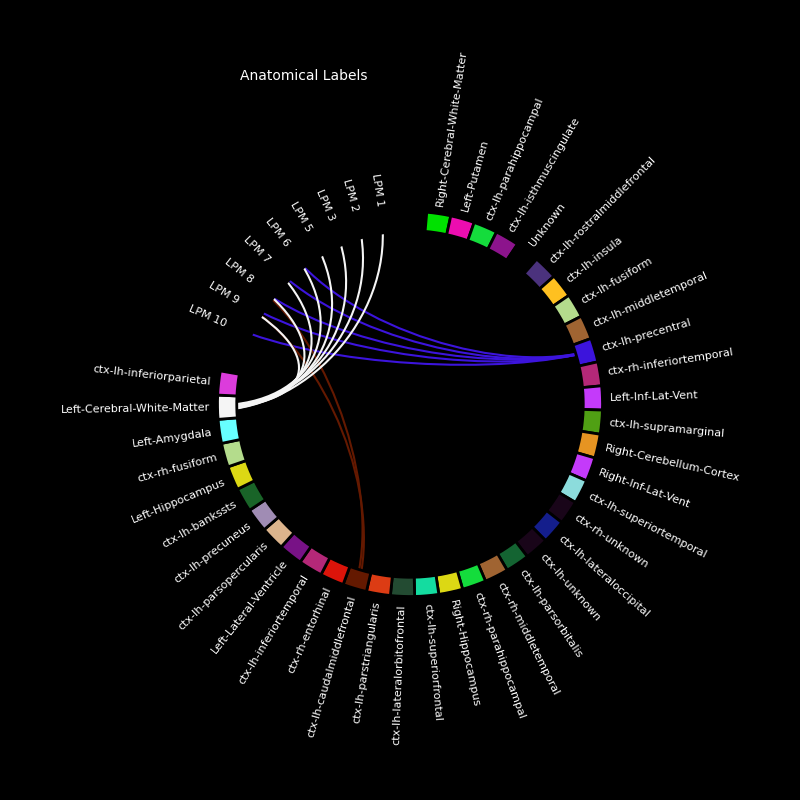 Anatomical Labels
Right-Cerebral-White-Matter
Left-Putamen
ctx-lh-parahippocampal
ctx-lh-isthmuscingulate
Unknown
ctx-lh-rostralmiddlefrontal
ctx-lh-insula
ctx-lh-fusiform
ctx-lh-middletemporal
ctx-lh-precentral
ctx-rh-inferiortemporal
Left-Inf-Lat-Vent
ctx-lh-supramarginal
Right-Cerebellum-Cortex
Right-Inf-Lat-Vent
ctx-lh-superiortemporal
ctx-rh-unknown
ctx-lh-lateraloccipital
ctx-lh-unknown
ctx-lh-parsorbitalis
ctx-rh-middletemporal
ctx-rh-parahippocampal
Right-Hippocampus
ctx-lh-superiorfrontal
ctx-lh-lateralorbitofrontal
ctx-lh-parstriangularis
ctx-lh-caudalmiddlefrontal
ctx-rh-entorhinal
ctx-lh-inferiortemporal
Left-Lateral-Ventricle
ctx-lh-parsopercularis
ctx-lh-precuneus
ctx-lh-bankssts
Left-Hippocampus
ctx-rh-fusiform
Left-Amygdala
Left-Cerebral-White-Matter
ctx-lh-inferiorparietal
LPM 10
LPM 9
LPM 8
LPM 7
LPM 6
LPM 5
LPM 3
LPM 2
LPM 1